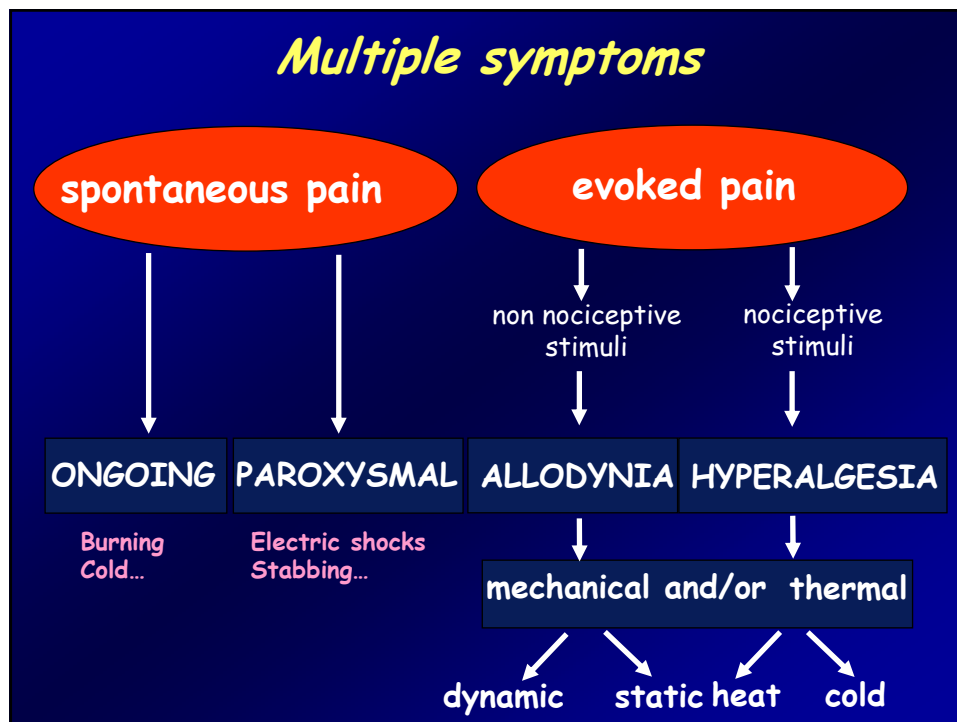 Multiple symptoms
spontaneous pain
evoked pain
non nociceptive
stimuli
nociceptive
stimuli
ONGOING
PAROXYSMAL
ALLODYNIA
HYPERALGESIA
Burning
Cold…
Electric shocks
Stabbing…
mechanical and/or thermal
dynamic
static
heat
cold